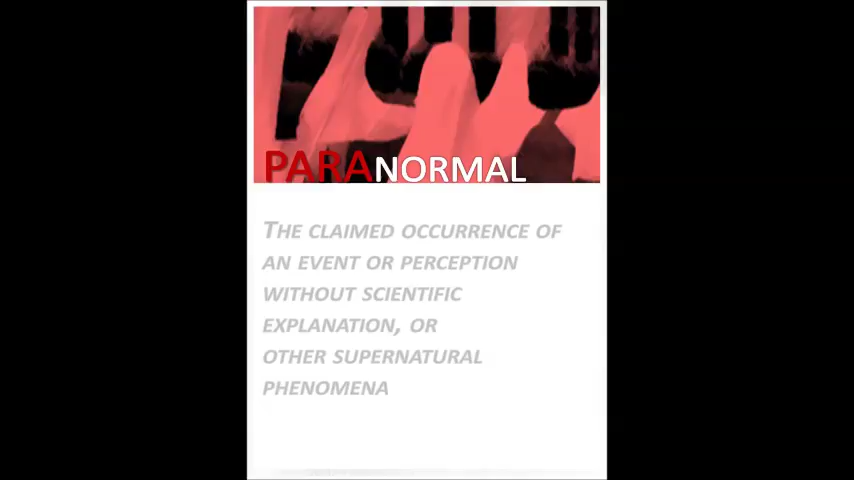 PARANORMAL
THE CLAIMED OCCURRENCE OF
AN EVENT OR PERCEPTION
WITHOUT SCIENTIFIC
EXPLANATION, OR
OTHER SUPERNATURAL
PHENOMENA